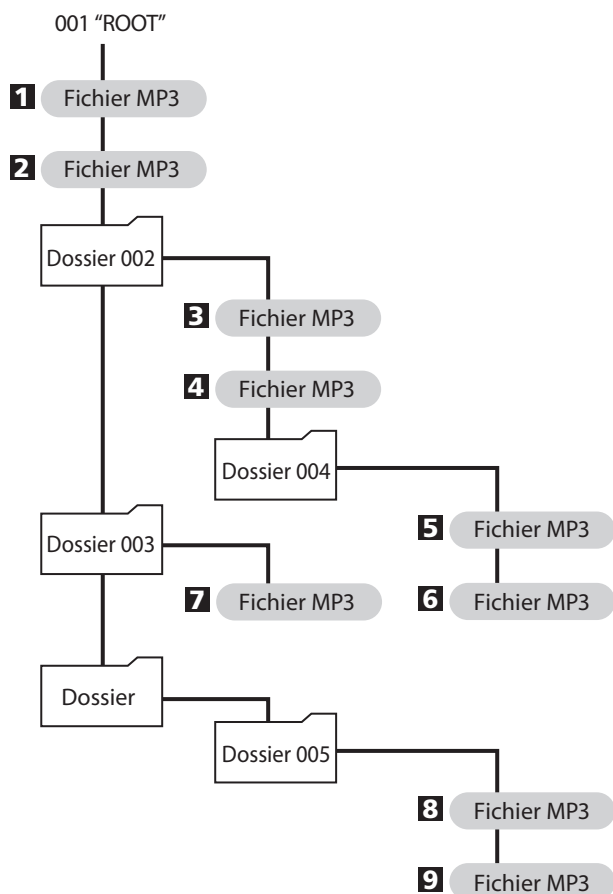 001 “ROOT”
1 Fichier MP3
2 Fichier MP3
Dossier 002
3 Fichier MP3
4 Fichier MP3
Dossier 004
5 Fichier MP3
6 Fichier MP3
Dossier 003
7 Fichier MP3
Dossier
Dossier 005
8 Fichier MP3
9 Fichier MP3